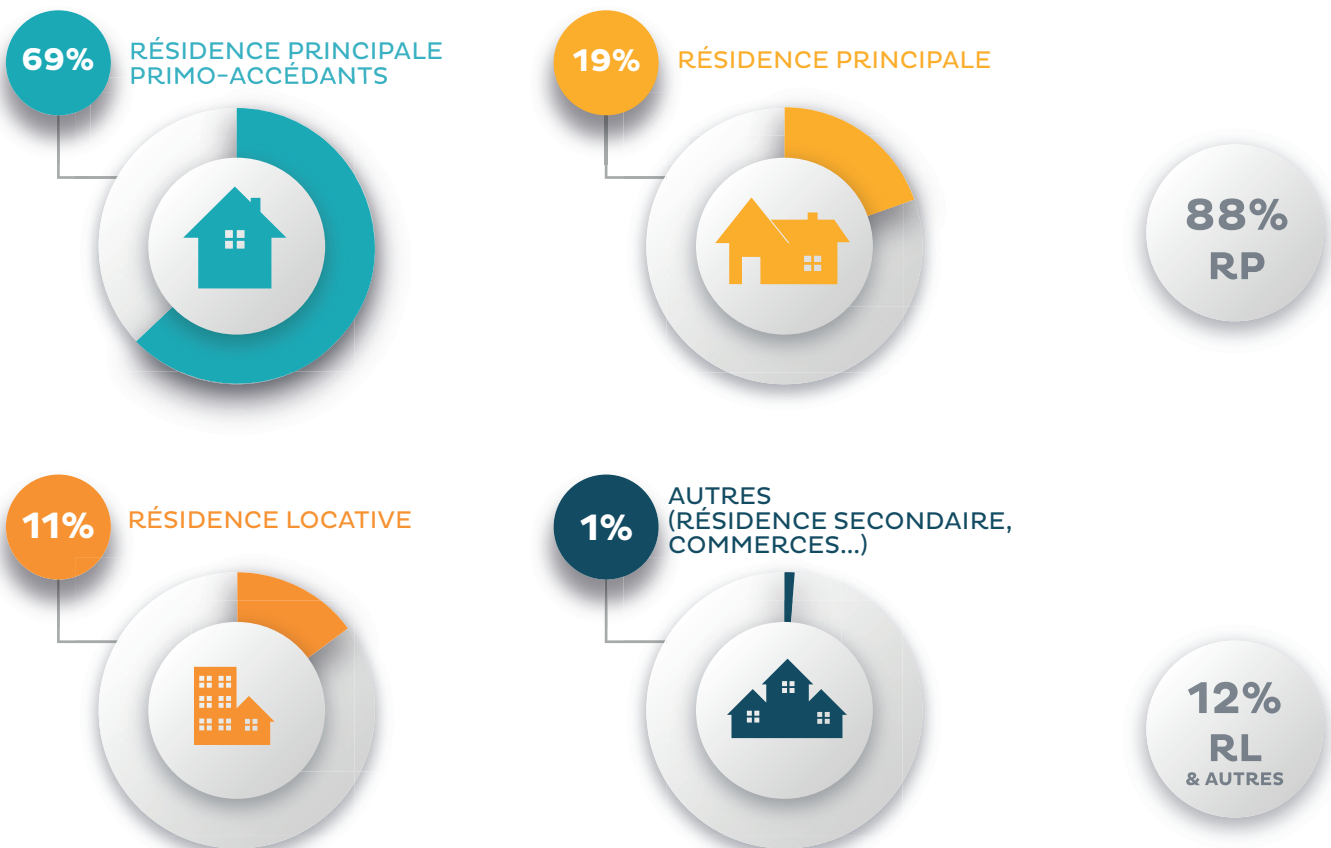 69%
RÉSIDENCE PRINCIPALE
PRIMO-ACCÉDANTS
19%
RÉSIDENCE PRINCIPALE
88%
RP
11%
RÉSIDENCE LOCATIVE
1%
AUTRES
(RÉSIDENCE SECONDAIRE,
COMMERCES...)
12%
RL
& AUTRES